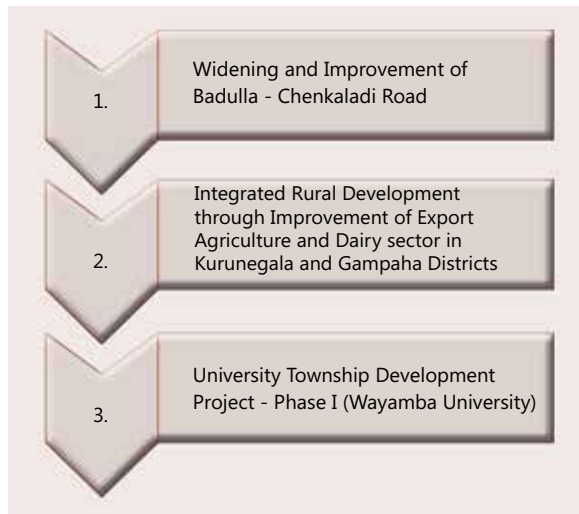 1.
Widening and Improvement of
Badulla - Chenkaladi Road
2.
Integrated Rural Development
through Improvement of Export
Agriculture and Dairy sector in
Kurunegala and Gampaha Districts
3.
University Township Development
Project - Phase I (Wayamba University)